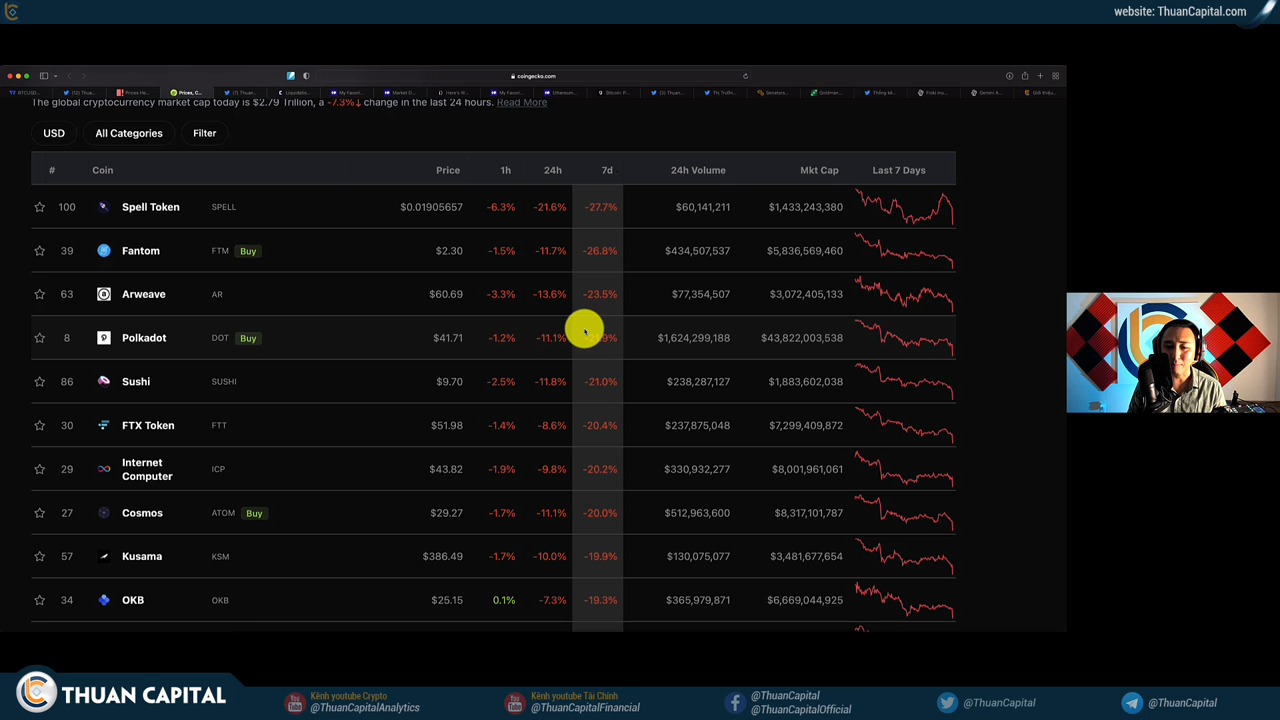 website: ThuanCapital.com
coingecko.com
The global cryptocurrency market cap today is $2.79 Trillion, a -7.3%↓ change in the last 24 hours. Read More
USD All Categories Filter
# Coin Price 1h 24h 7d 24h Volume Mkt Cap Last 7 Days
100 Spell Token SPELL $0.01905657 -6.3% -21.6% -27.7% $60,141,211 $1,433,243,380
39 Fantom FTM Buy $2.30 -1.5% -11.7% -26.8% $434,507,537 $5,836,569,460
63 Arweave AR $60.69 -3.3% -13.6% -23.5% $77,354,507 $3,072,405,133
8 Polkadot DOT Buy $41.71 -1.2% -11.1% $1,624,299,188 $43,822,003,538
86 Sushi SUSHI $9.70 -2.5% -11.8% -21.0% $238,287,127 $1,883,602,038
30 FTX Token FTT $51.98 -1.4% -8.6% -20.4% $237,875,048 $7,299,409,872
29 Internet Computer ICP $43.82 -1.9% -9.8% -20.2% $330,932,277 $8,001,961,061
27 Cosmos ATOM Buy $29.27 -1.7% -11.1% -20.0% $512,963,600 $8,317,101,787
57 Kusama KSM $386.49 -1.7% -10.0% -19.9% $130,075,077 $3,481,677,654
34 OKB OKB $25.15 0.1% -7.3% -19.3% $365,979,871 $6,669,044,925
THUAN CAPITAL
Kênh youtube Crypto
@ThuanCapitalAnalytics
Kênh youtube Tài Chính
@ThuanCapitalFinancial
@ThuanCapital
@ThuanCapitalOfficial
@ThuanCapital
@ThuanCapital